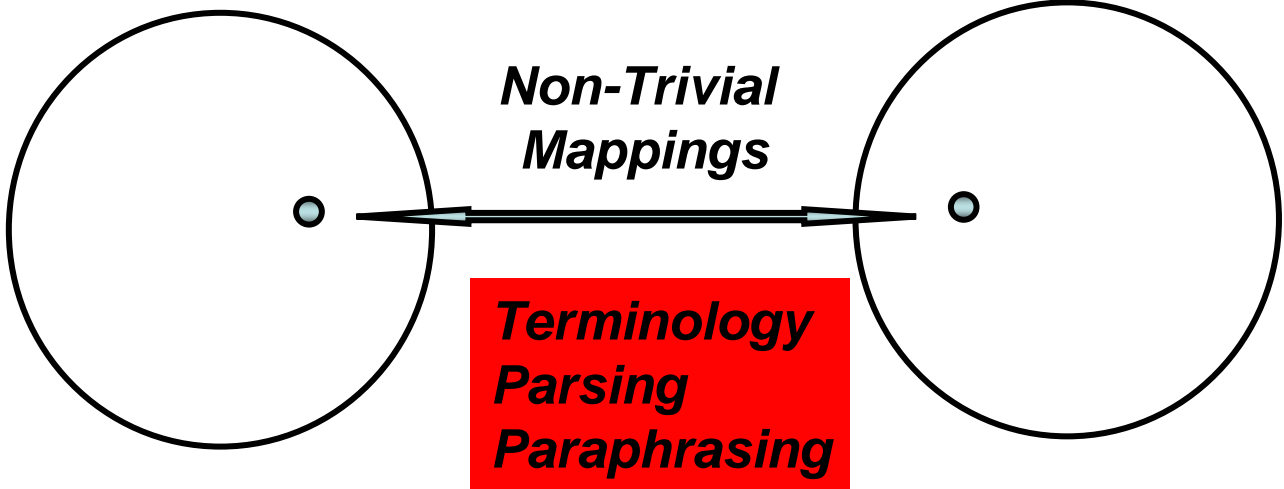 Non-Trivial
Mappings
Terminology
Parsing
Paraphrasing